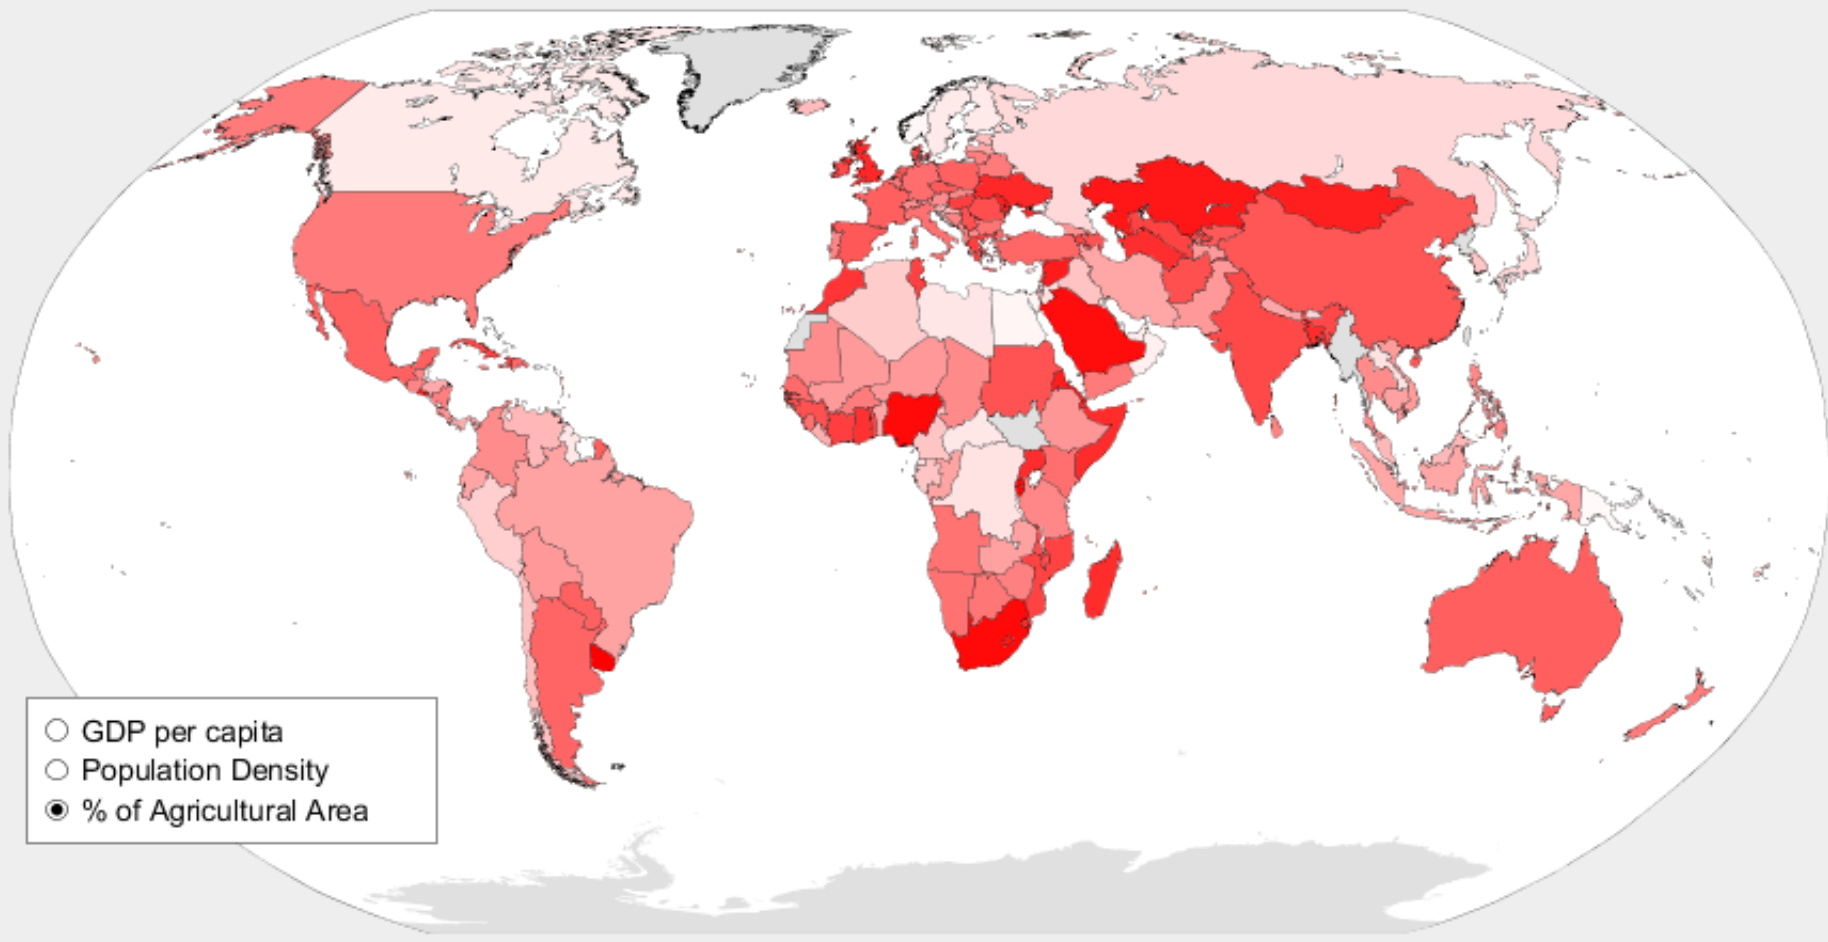 GDP per capita
Population Density
% of Agricultural Area